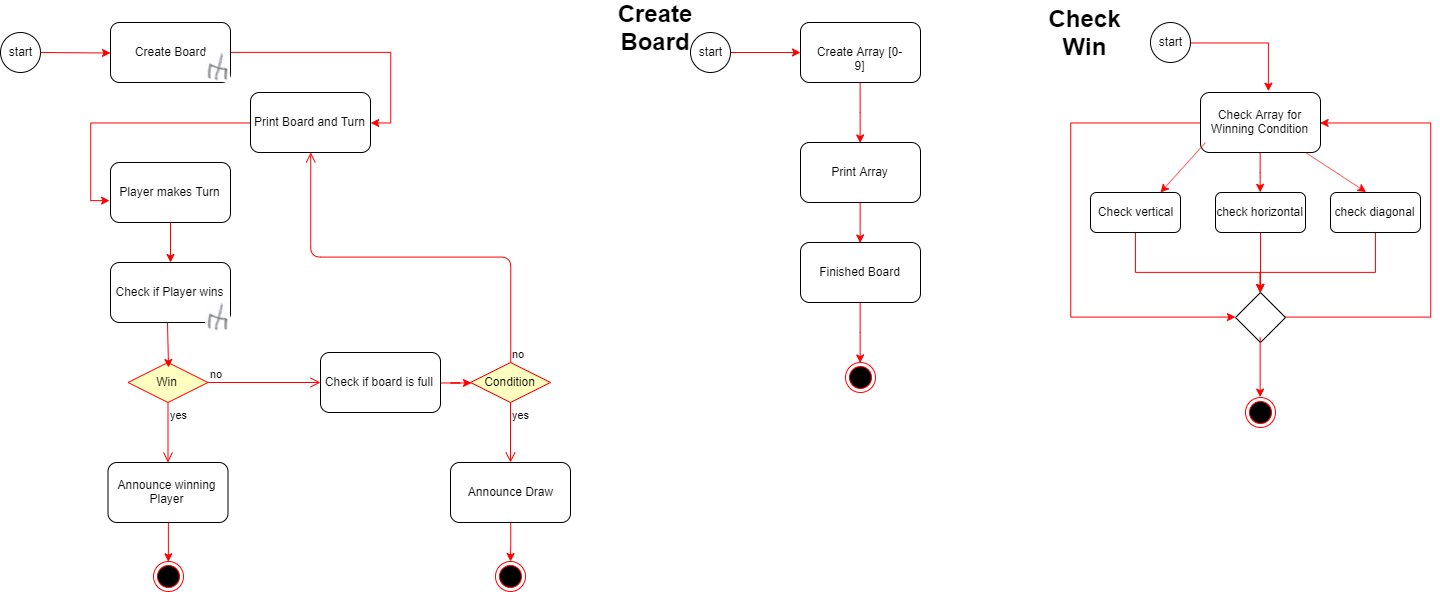 start
Create Board
Print Board and Turn
Player makes Turn
Check if Player wins
Win
no
yes
Check if board is full
Condition
no
yes
Announce winning
Player
Announce Draw
Create
Board
start
Create Array [0-
9]
Print Array
Finished Board
Check
Win
start
Check Array for
Winning Condition
Check vertical
check horizontal
check diagonal